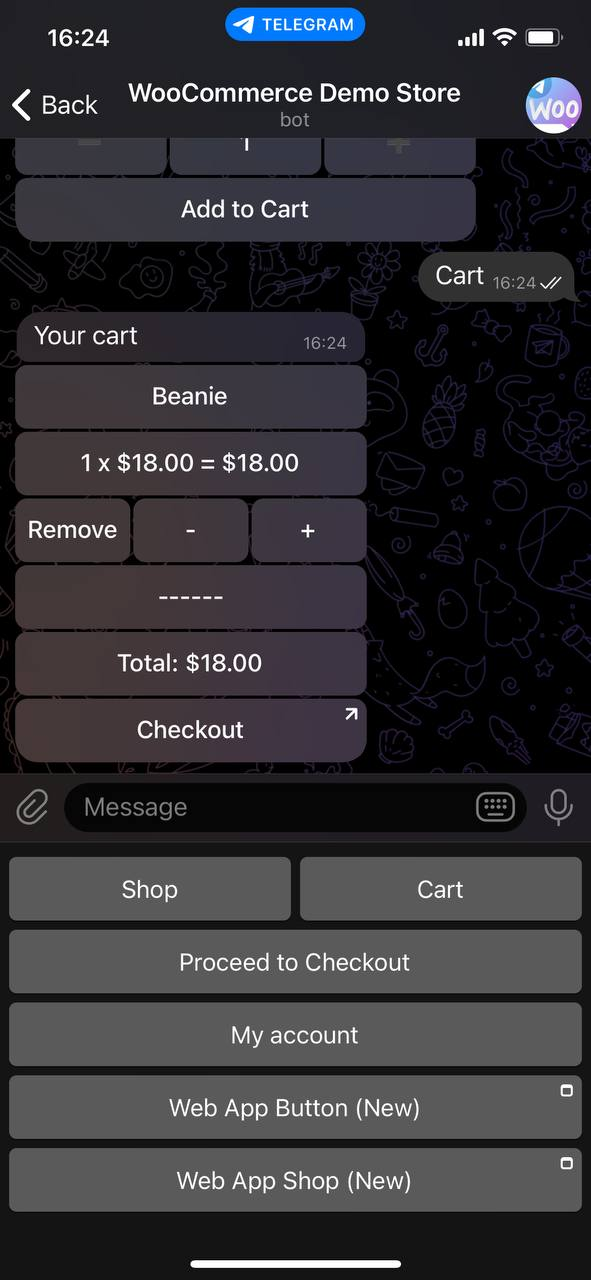 16:24
TELEGRAM
Back
WooCommerce Demo Store
bot
WOO
- 1 +
Add to Cart
Cart 16:24
Your cart 16:24
Beanie
1 x $18.00 = $18.00
Remove - +
------
Total: $18.00
Checkout
Message
Shop Cart
Proceed to Checkout
My account
Web App Button (New)
Web App Shop (New)